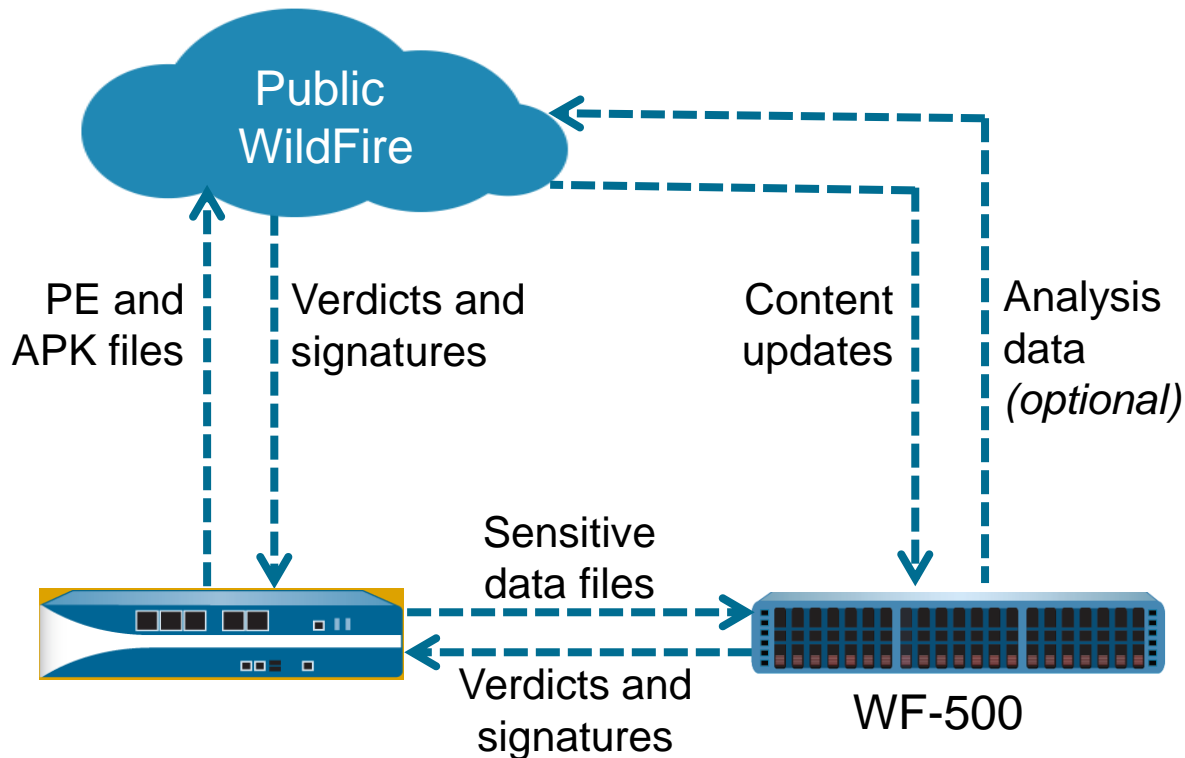 Public
WildFire
PE and
APK files
Verdicts and
signatures
Content
updates
Analysis
data
(optional)
Sensitive
data files
Verdicts and
signatures
WF-500